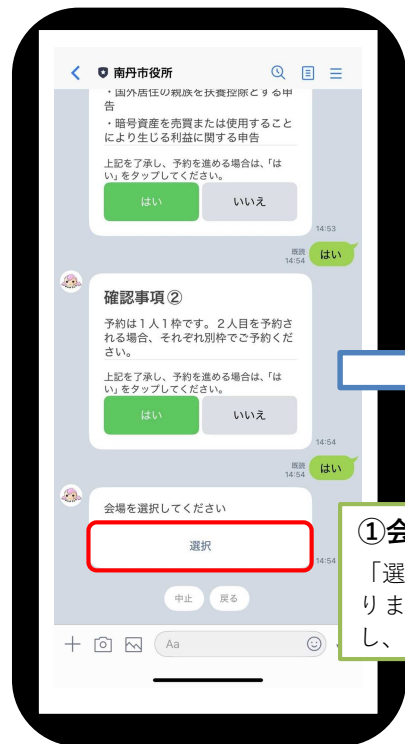 南丹市役所
・国外居住の親族を扶養控除とする申
告
・暗号資産を売買または使用すること
により生じる利益に関する申告
上記を了承し、予約を進める場合は、「は
い」をタップしてください。
はい いいえ
14:53
既読
14:54 はい
確認事項②
予約は1人1枠です。2人目を予約さ
れる場合、それぞれ別枠でご予約くだ
さい。
上記を了承し、予約を進める場合は、「は
い」をタップしてください。
はい いいえ
14:54
既読
14:54 はい
会場を選択してください
選択
14:54
中止 戻る
Aa
①会
「選
りま
し、